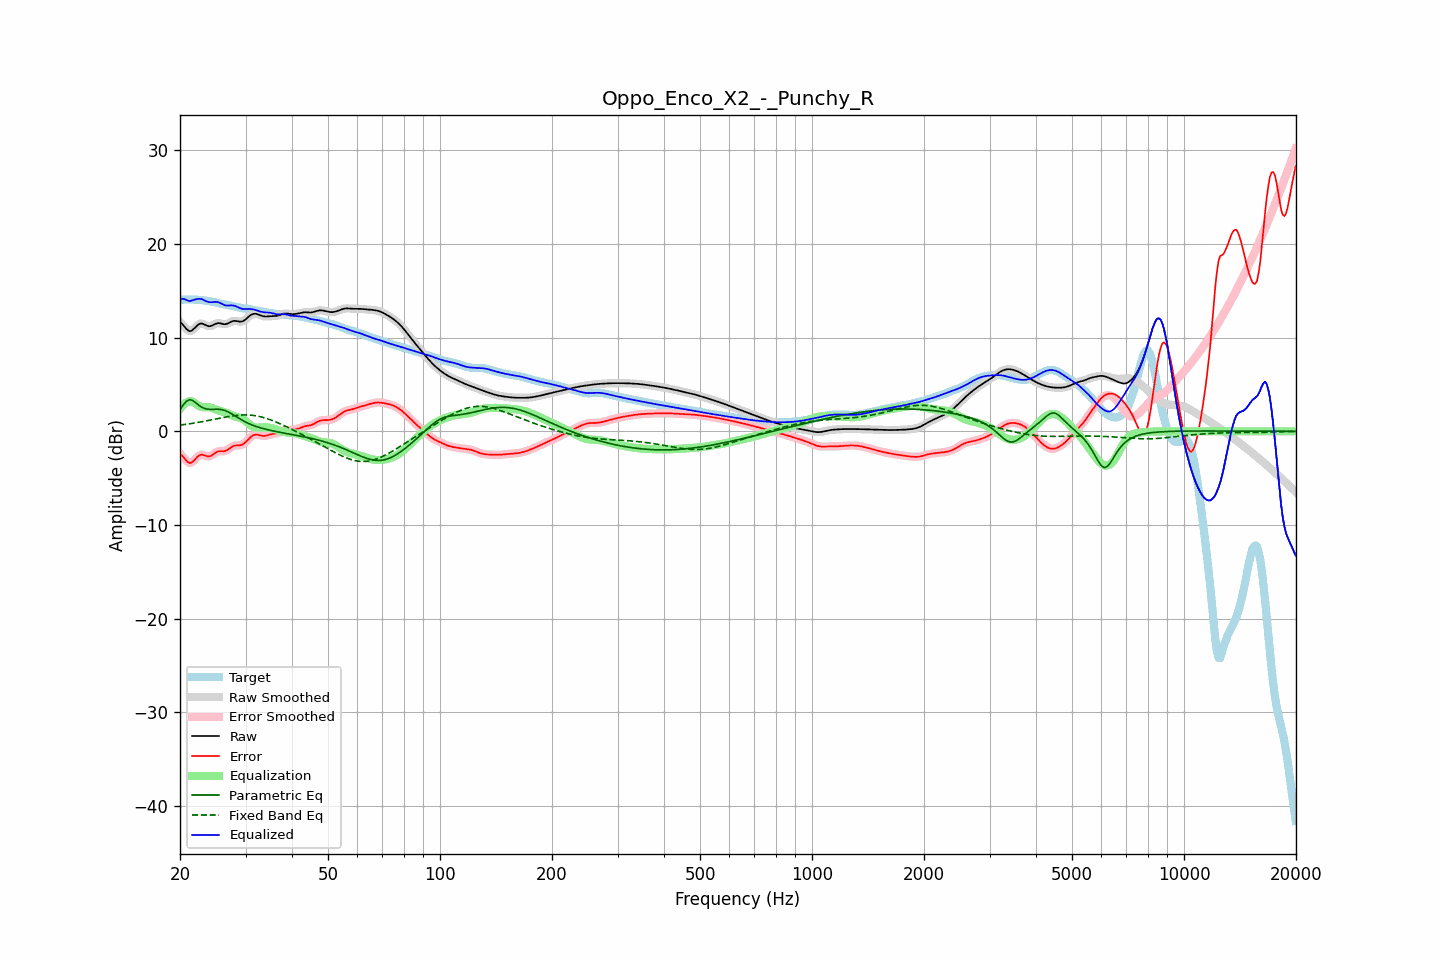 Oppo_Enco_X2_-_Punchy_R
Amplitude (dBr)
30
20
10
0
−10
−20
−30
−40
Target
Raw Smoothed
Error Smoothed
Raw
Error
Equalization
Parametric Eq
Fixed Band Eq
Equalized
20 50 100 200 500 1000 2000 5000 10000 20000
Frequency (Hz)